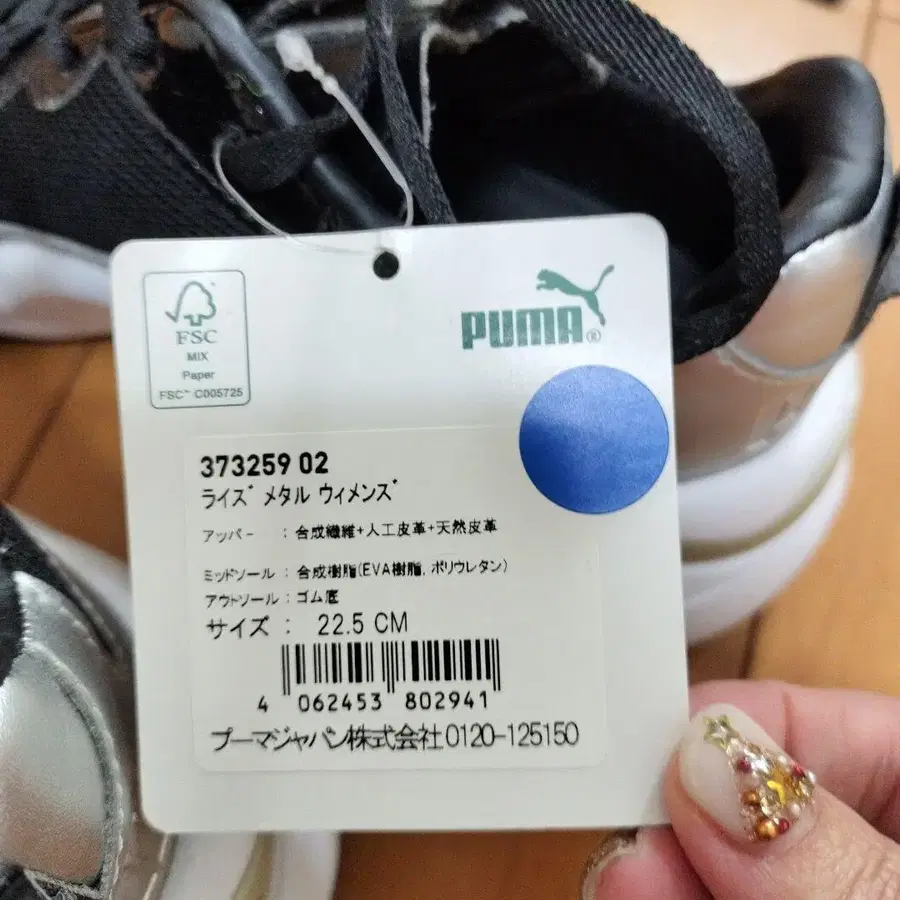 FSC
MIX
Paper
FSC™ C005725
PUMA®
373259 02
ライズ メタル ウィメンズ
アッパー : 合成繊維+人工皮革+天然皮革
ミッドソール : 合成樹脂(EVA樹脂, ポリウレタン)
アウトソール : ゴム底
サイズ : 22.5 CM
4 062453 802941
プーマジャパン株式会社 0120-125150